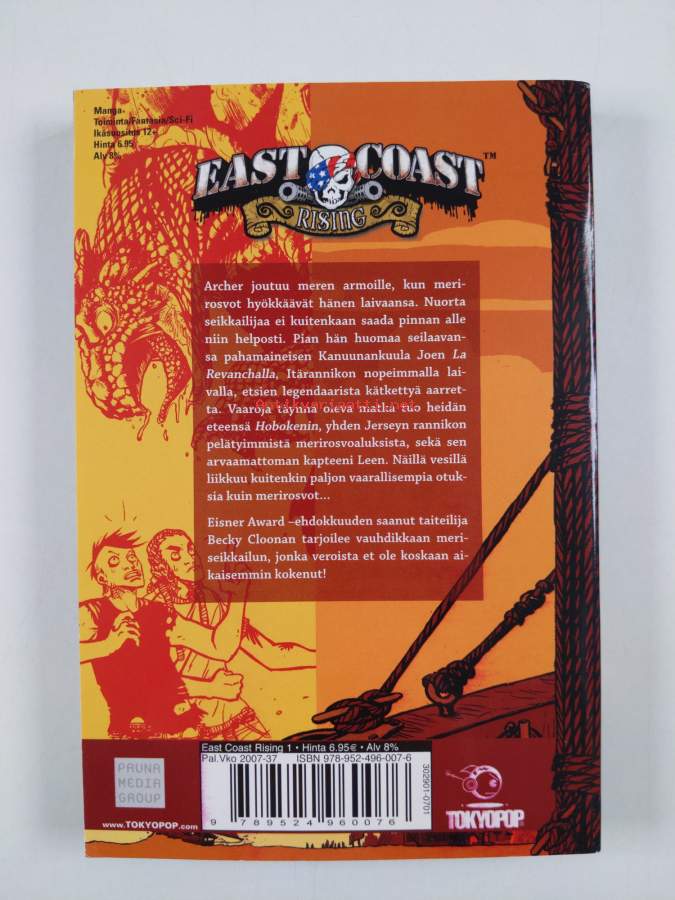 Manga
Toiminta/Fantasia/Sci-Fi
Ikäsuositus 12+
Hinta 6.95
Alv 8%
EAST COAST™
RISING
Archer joutuu meren armoille, kun meri-
rosvot hyökkäävät hänen laivaansa. Nuorta
seikkailijaa ei kuitenkaan saada pinnan alle
niin helposti. Pian hän huomaa seilaavan-
sa pahamaineisen Kanuunankuula Joen La
Revanchalla, Itärannikon nopeimmalla lai-
valla, etsien legendaarista kätkettyä aarret-
ta. Vaaroja täynnä oleva matka tuo heidän
eteensä Hobokenin, yhden Jerseyn rannikon
pelätyimmistä merirosvoaluksista, sekä sen
arvaamattoman kapteeni Leen. Näillä vesillä
liikkuu kuitenkin paljon vaarallisempia otuk-
sia kuin merirosvot...
Eisner Award –ehdokkuuden saanut taiteilija
Becky Cloonan tarjoilee vauhdikkaan meri-
seikkailun, jonka veroista et ole koskaan ai-
kaisemmin kokenut!
PAUNA
MEDIA
GROUP
www.TOKYOPOP.com
East Coast Rising 1 • Hinta 6.95€ • Alv 8%
Pal.Vko 2007-37 ISBN 978-952-496-007-6
9 789524 960076
302901-0701
TOKYOPOP